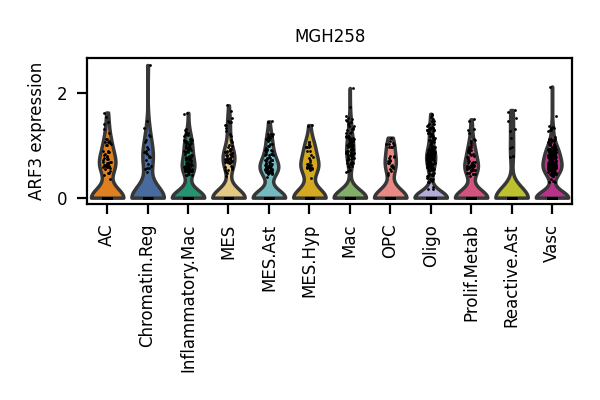 MGH258
ARF3 expression
2
0
AC
Chromatin.Reg
Inflammatory.Mac
MES
MES.Ast
MES.Hyp
Mac
OPC
Oligo
Prolif.Metab
Reactive.Ast
Vasc